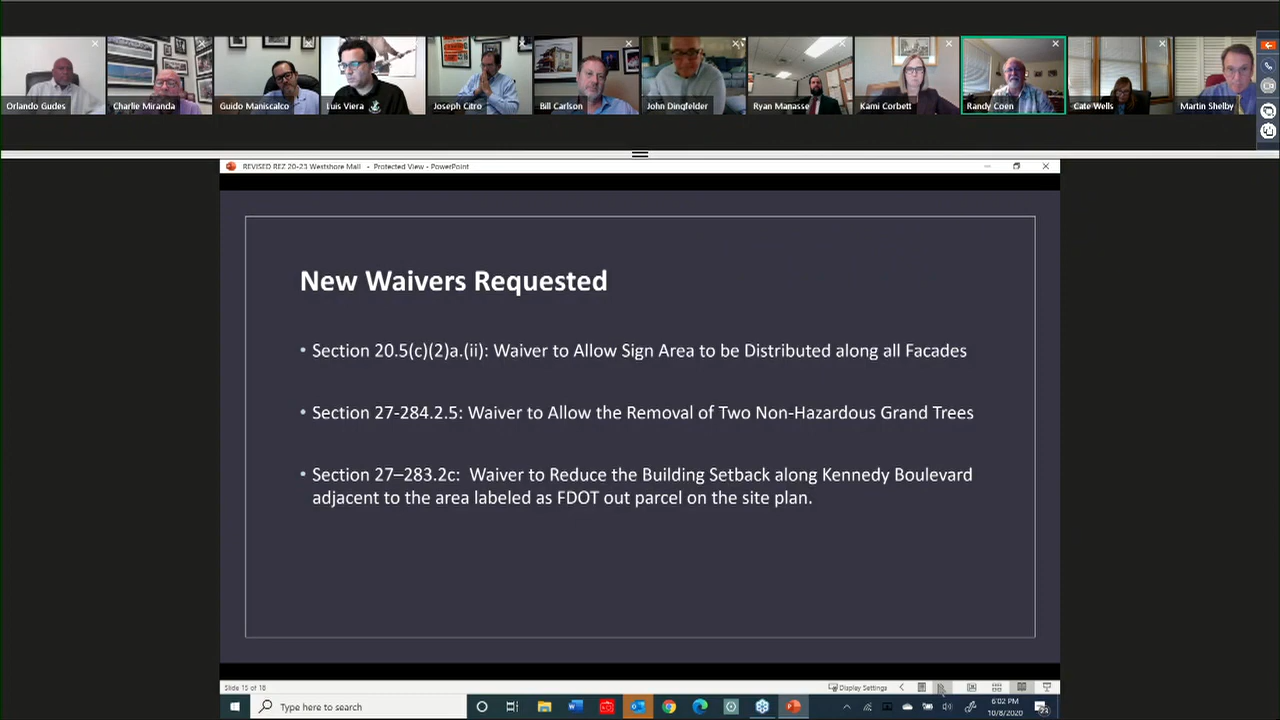 Orlando Gudes
Charlie Miranda
Guido Maniscalco
Luis Viera
Joseph Citro
Bill Carlson
John Dingfelder
Ryan Manasse
Kami Corbett
Randy Coen
Cate Wells
Martin Shelby
REVISED REZ 20-23 Westshore Mall - Protected View - PowerPoint
New Waivers Requested
• Section 20.5(c)(2)a.(ii): Waiver to Allow Sign Area to be Distributed along all Facades
• Section 27-284.2.5: Waiver to Allow the Removal of Two Non-Hazardous Grand Trees
• Section 27–283.2c: Waiver to Reduce the Building Setback along Kennedy Boulevard
adjacent to the area labeled as FDOT out parcel on the site plan.
Slide 15 of 18
Display Settings
Type here to search
6:02 PM
10/8/2020